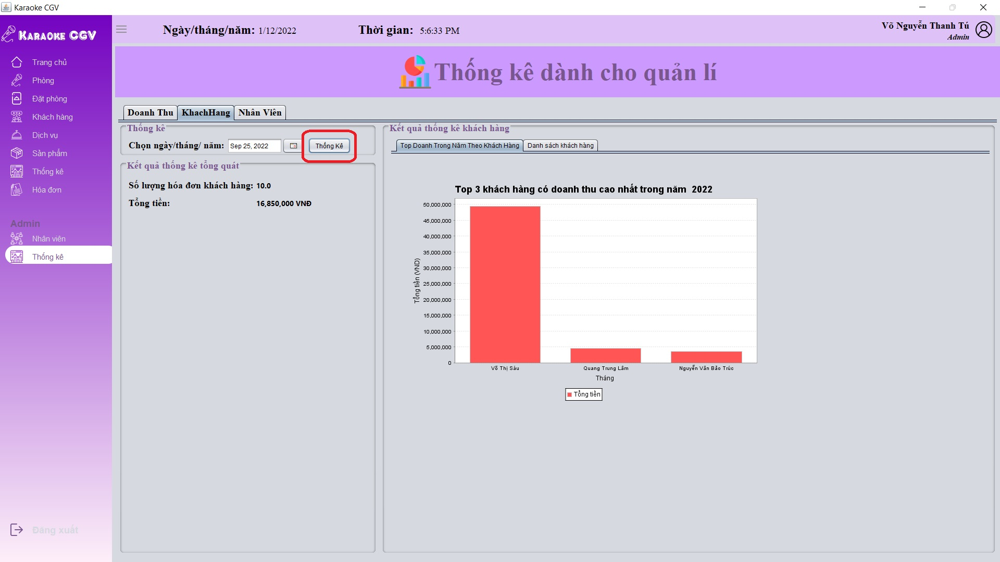 Karaoke CGV
KARAOKE CGV
Ngày/tháng/năm: 1/12/2022
Thời gian: 5:6:33 PM
Võ Nguyễn Thanh Tú
Admin
Trang chủ
Phòng
Đặt phòng
Khách hàng
Dịch vụ
Sản phẩm
Thống kê
Hóa đơn
Admin
Nhân viên
Thống kê
Đăng xuất
Thống kê dành cho quản lí
Doanh Thu
KhachHang
Nhân Viên
Thống kê
Chọn ngày/tháng/ năm: Sep 25, 2022
Thống Kê
Kết quả thống kê tổng quát
Số lượng hóa đơn khách hàng: 10.0
Tổng tiền: 16,850,000 VNĐ
Kết quả thống kê khách hàng
Top Doanh Trong Năm Theo Khách Hàng
Danh sách khách hàng
Top 3 khách hàng có doanh thu cao nhất trong năm 2022
Tổng tiền (VND)
50,000,000
45,000,000
40,000,000
35,000,000
30,000,000
25,000,000
20,000,000
15,000,000
10,000,000
5,000,000
0
Võ Thị Sáu
Quang Trung Lâm
Nguyễn Văn Bảo Trúc
Tháng
Tổng tiền